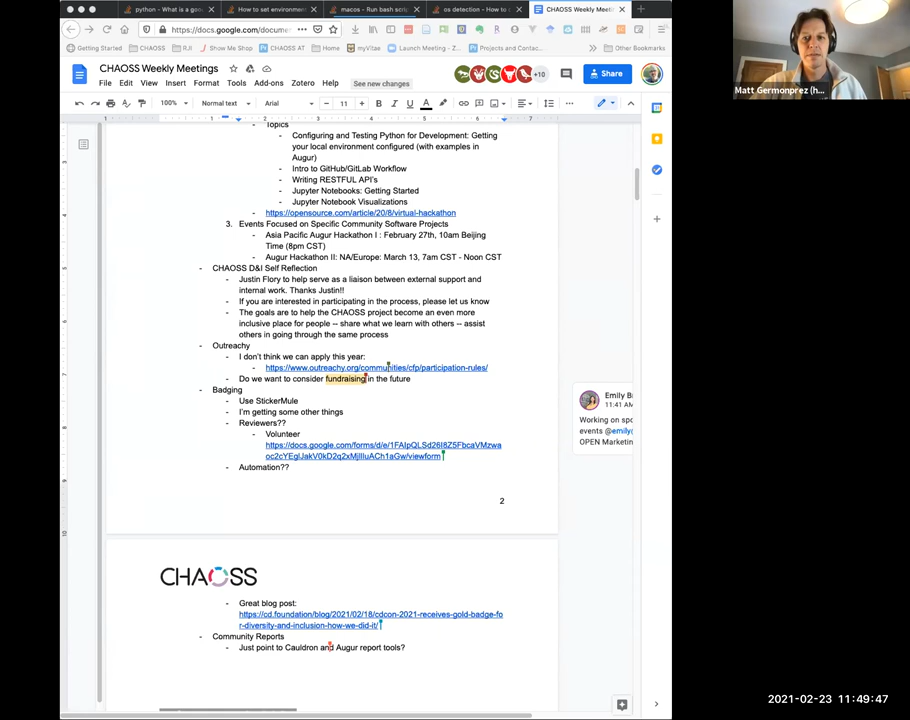 python - What is a goo
How to set environmen
macos - Run bash scri
os detection - How to c
CHAOSS Weekly Meeti
https://docs.google.com/docume
Getting Started
CHAOSS
RJI
Show Me Shop
CHAOSS AT
Home
myVitas
Launch Meeting - Z
Projects and Contac
Other Bookmarks
CHAOSS Weekly Meetings
File Edit View Insert Format Tools Add-ons Zotero Help See new changes
+10
Share
100% Normal text Arial 11 B I U A
1 1 2 3 4 5 6 7
Topics
- Configuring and Testing Python for Development: Getting
your local environment configured (with examples in
Augur)
- Intro to GitHub/GitLab Workflow
- Writing RESTFUL API's
- Jupyter Notebooks: Getting Started
- Jupyter Notebook Visualizations
- https://opensource.com/article/20/8/virtual-hackathon
3. Events Focused on Specific Community Software Projects
- Asia Pacific Augur Hackathon I : February 27th, 10am Beijing
Time (8pm CST)
- Augur Hackathon II: NA/Europe: March 13, 7am CST - Noon CST
- CHAOSS D&I Self Reflection
- Justin Flory to help serve as a liaison between external support and
internal work. Thanks Justin!!
- If you are interested in participating in the process, please let us know
- The goals are to help the CHAOSS project become an even more
inclusive place for people -- share what we learn with others -- assist
others in going through the same process
- Outreachy
- I don't think we can apply this year:
- https://www.outreachy.org/communities/cfp/participation-rules/
- Do we want to consider fundraising in the future
- Badging
- Use StickerMule
- I'm getting some other things
- Reviewers??
- Volunteer
- Automation??
2
Emily B
11:41 AM
Working on spo
events @emily@
OPEN Marketin
CHAOSS
- Great blog post:
https://cd.foundation/blog/2021/02/18/cdcon-2021-receives-gold-badge-fo
r-diversity-and-inclusion-how-we-did-it/
- Community Reports
- Just point to Cauldron and Augur report tools?
Matt Germonprez (h...
2021-02-23 11:49:47